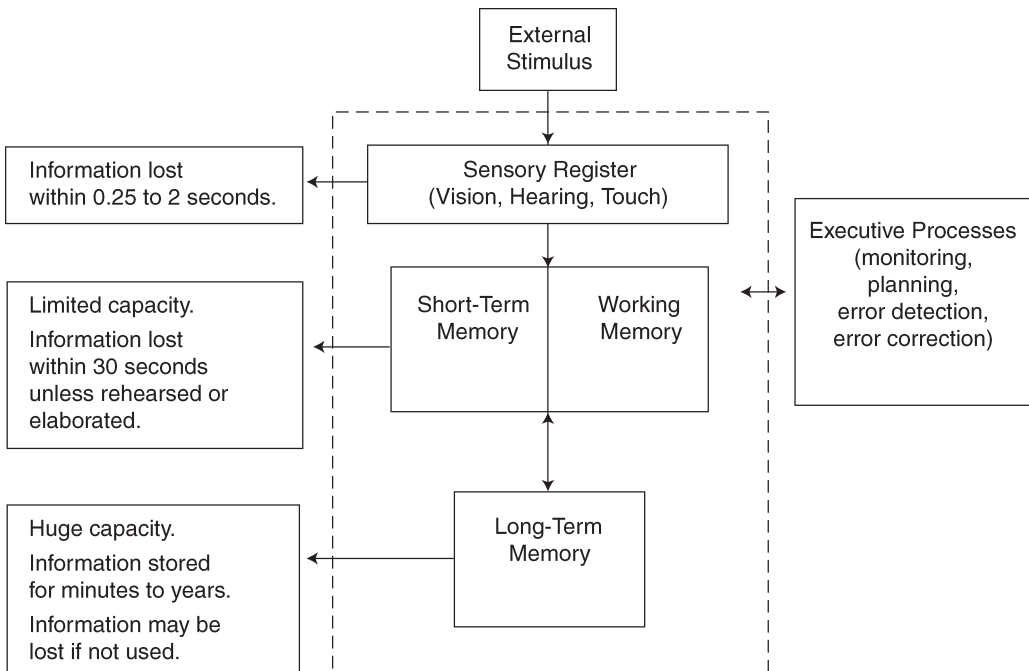 External
Stimulus
Information lost
within 0.25 to 2 seconds.
Sensory Register
(Vision, Hearing, Touch)
Executive Processes
(monitoring,
planning,
error detection,
error correction)
Limited capacity.
Information lost
within 30 seconds
unless rehearsed or
elaborated.
Short-Term
Memory
Working
Memory
Huge capacity.
Information stored
for minutes to years.
Information may be
lost if not used.
Long-Term
Memory